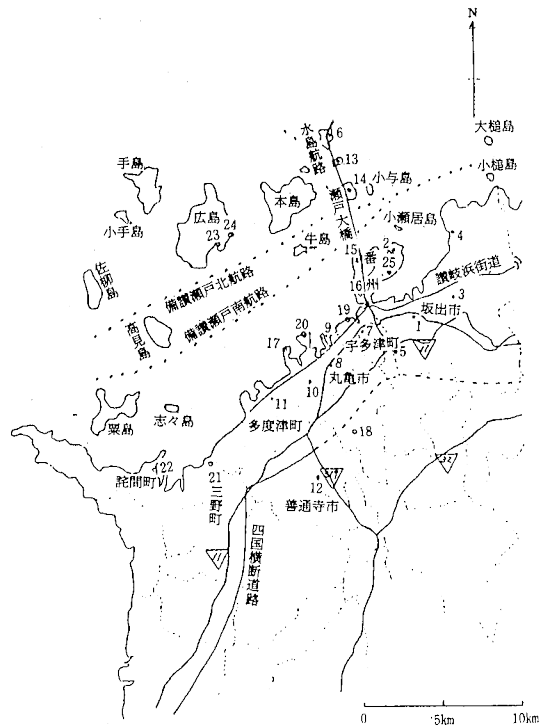 N
水島航路
6
大槌島
手島
13
小槌島
瀬戸大橋
14
小与島
本島
広島
小手島
24
23
牛島
小瀬居島
2
4
15
番ノ州
25
讃岐浜街道
佐柳島
備讃瀬戸北航路
16
3
備讃瀬戸南航路
高見島
19
坂出市
20
9
7
1
宇多津町
17
5
8
丸亀市
10
11
粟島
志々島
多度津町
18
22
詫間町
21
三野町
12
善通寺市
11
四国横断道路
0
5km
10km